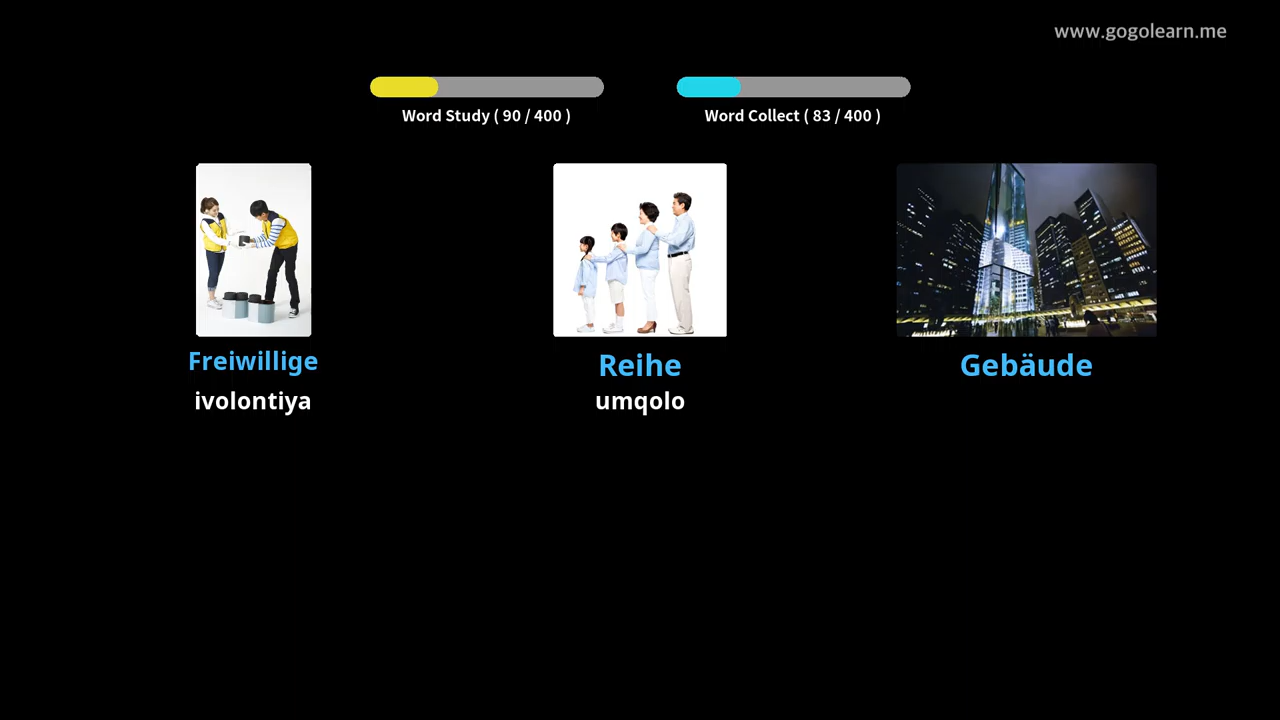 www.gogolearn.me
Word Study ( 90 / 400 )
Word Collect ( 83 / 400 )
Freiwillige
Reihe
Gebäude
ivolontiya
umqolo